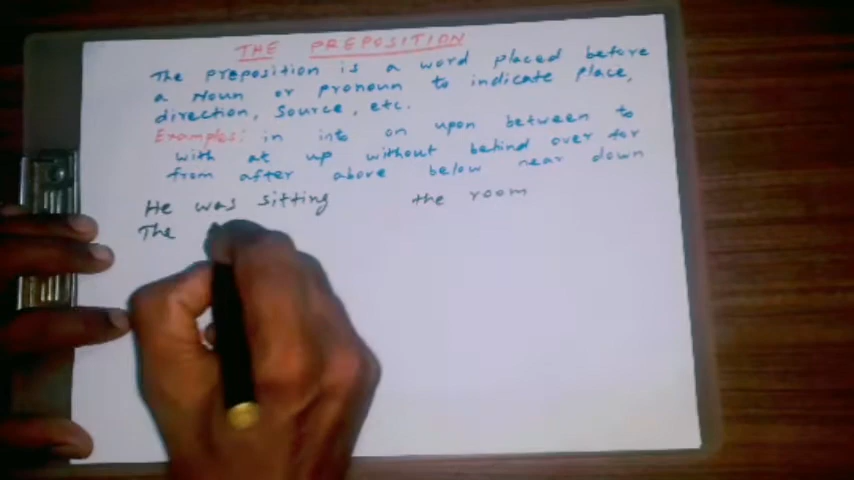 THE PREPOSITION
The preposition is a word placed before
a Noun or pronoun to indicate place,
direction, Source, etc.
Examples: in into on upon between to
with at up without behind over for
from after above below near down
He was sitting the room
The